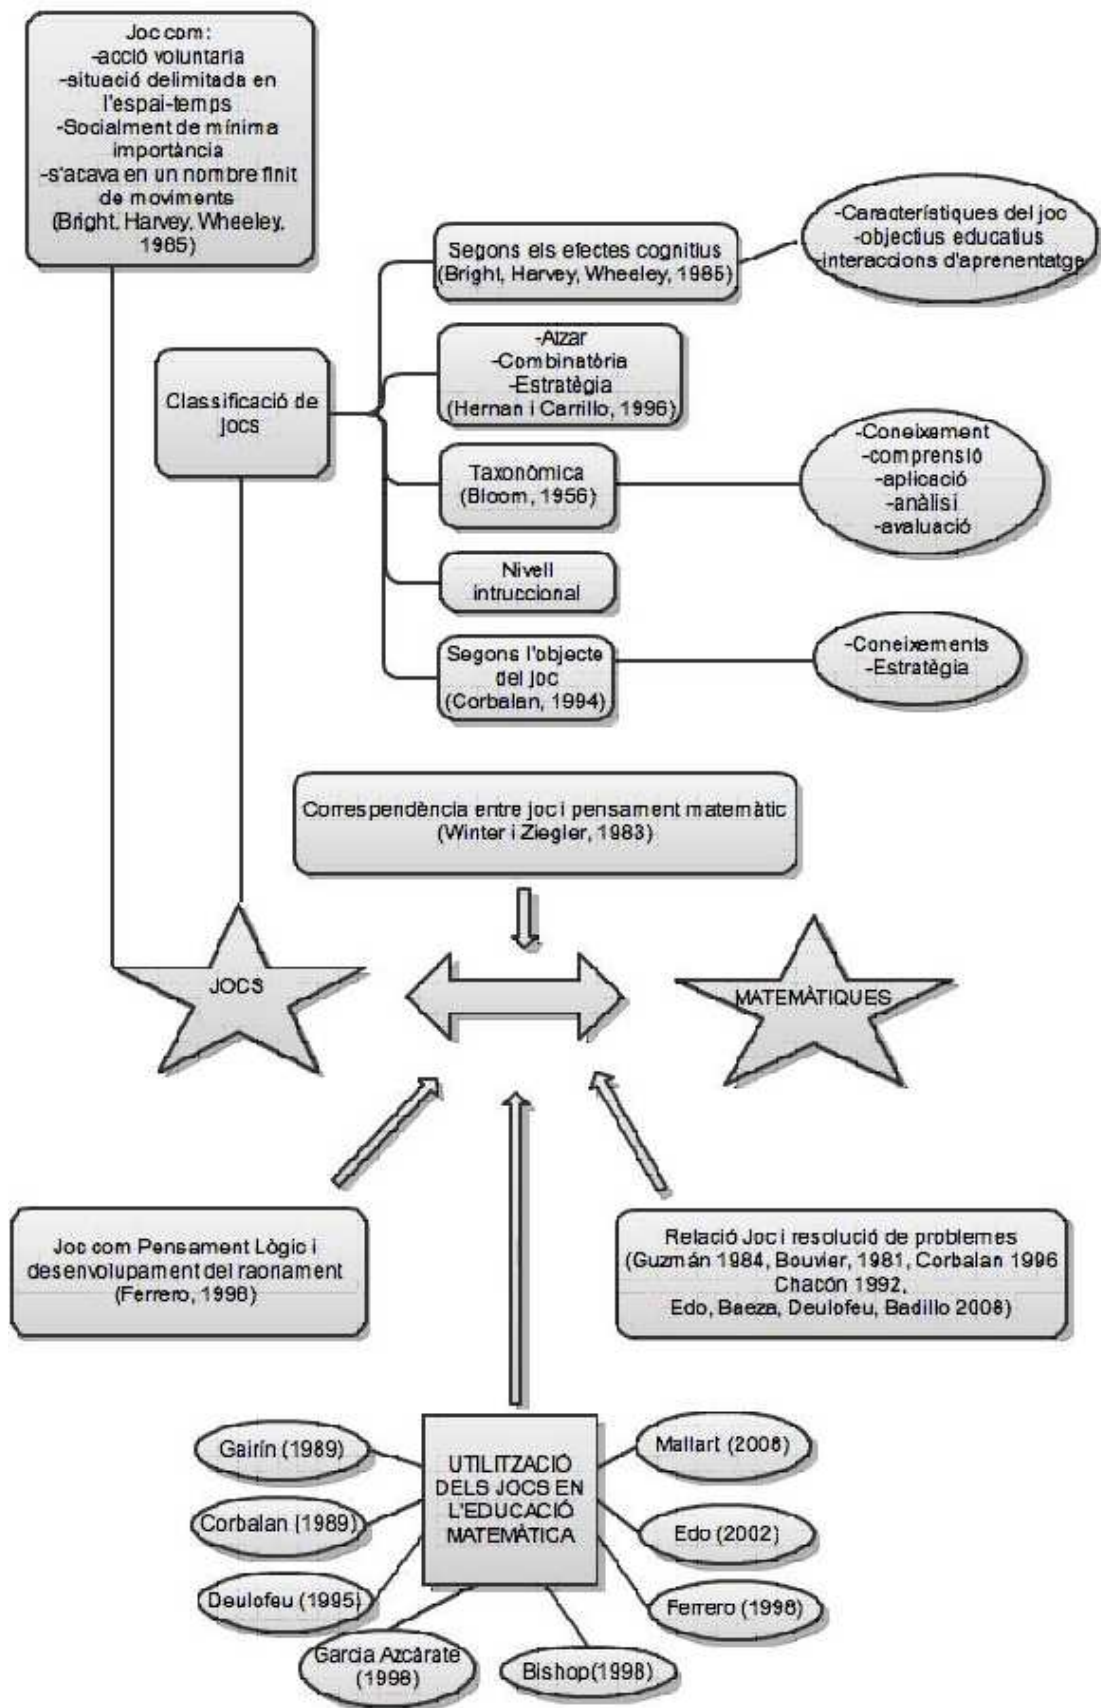 Joc com:
-acció voluntaria
-situació delimitada en
l'espai-temps
-Socialment de mínima
importància
-s'acava en un nombre finit
de moviments
(Bright, Harvey, Wheeley,
1985)
Segons els efectes cognitius
(Bright, Harvey, Wheeley, 1985)
-Característiques del joc
-objectius educatius
-interaccions d'aprenentatge
Classificació de
jocs
-Atzar
-Combinatòria
-Estratègia
(Hernan i Carrillo, 1996)
Taxonòmica
(Bloom, 1956)
-Coneixement
-comprensió
-aplicació
-anàlisi
-avaluació
Nivell
intruccional
Segons l'objecte
del joc
(Corbalan, 1994)
-Coneixements
-Estratègia
Correspondència entre joc i pensament matemàtic
(Winter i Ziegler, 1983)
JOCS
MATEMÀTIQUES
Joc com Pensament Lògic i
desenvolupament del raonament
(Ferrero, 1998)
Relació Joc i resolució de problemes
(Guzmán 1984, Bouvier, 1981, Corbalan 1996
Chacón 1992,
Edo, Baeza, Deulofeu, Badillo 2008)
UTILITZACIÓ
DELS JOCS EN
L'EDUCACIÓ
MATEMÀTICA
Gairín (1989)
Corbalan (1989)
Deulofeu (1995)
Garcia Azcárate
(1998)
Bishop(1998)
Mallart (2008)
Edo (2002)
Ferrero (1998)